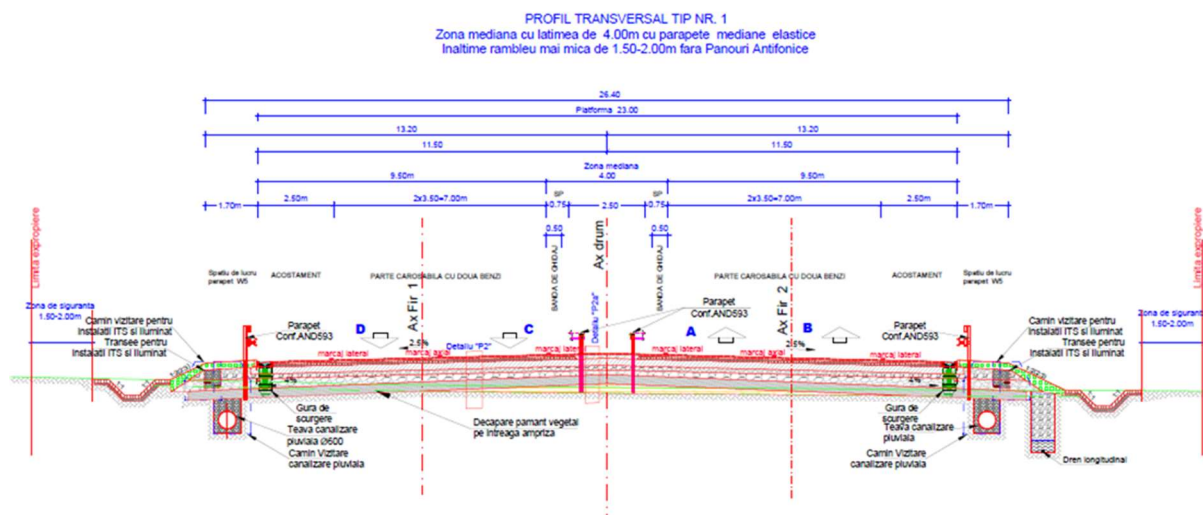 PROFIL TRANSVERSAL TIP NR. 1
Zona mediana cu latimea de 4.00m cu parapete mediane elastice
Inaltime rambleu mai mica de 1.50-2.00m fara Panouri Antifonice
26.40
Platforma 23.00
13.20
13.20
11.50
11.50
Zona mediana
9.50m
4.00
9.50m
SP
SP
1.70m
2.50m
2x3.50=7.00m
0.75
2.50
0.75
2x3.50=7.00m
2.50m
1.70m
0.50
0.50
Limita expropiere
Limita expropiere
Spatiu de lucru
parapet W5
ACOSTAMENT
PARTE CAROSABILA CU DOUA BENZI
BANDA DE GHIDAJ
Ax drum
BANDA DE GHIDAJ
PARTE CAROSABILA CU DOUA BENZI
ACOSTAMENT
Spatiu de lucru
parapet W5
Ax Fir 1
Ax Fir 2
Zona de siguranta
1.50-2.00m
Camin vizitare pentru
Instalatii ITS si iluminat
Transee pentru
Instalatii ITS si iluminat
Parapet
Conf.AND593
D
C
Detaliu "P2a"
Parapet
Conf.AND593
A
B
Parapet
Conf.AND593
Camin vizitare pentru
Instalatii ITS si iluminat
Transee pentru
Instalatii ITS si iluminat
Zona de siguranta
1.50-2.00m
2.5%
2.5%
marcaj lateral
marcaj axial
Detaliu "P2"
marcaj lateral
marcaj lateral
marcaj axial
marcaj lateral
4%
4%
Gura de
scurgere
Teava canalizare
pluviala Ø600
Camin Vizitare
canalizare pluviala
Decapare pamant vegetal
pe intreaga ampriza
Gura de
scurgere
Teava canalizare
pluviala
Camin Vizitare
canalizare pluviala
Dren longitudinal